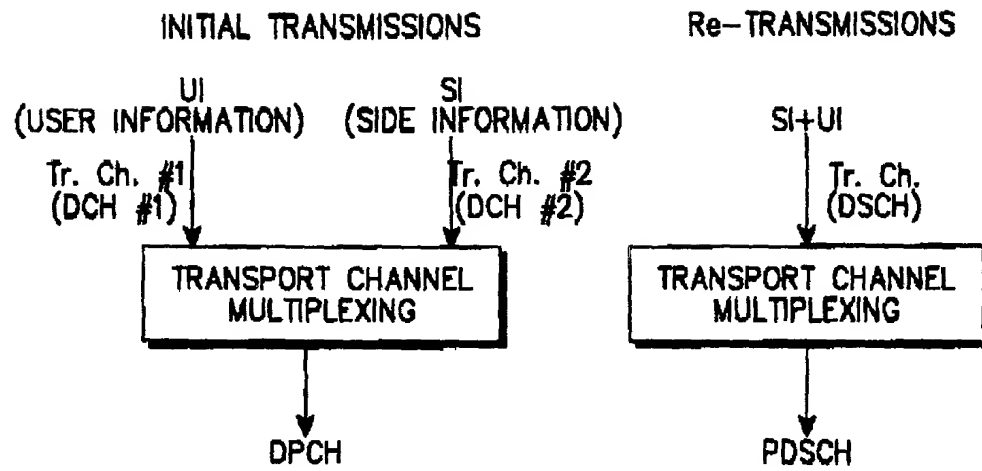 INITIAL TRANSMISSIONS
UI
(USER INFORMATION)
SI
(SIDE INFORMATION)
Tr. Ch. #1
(DCH #1)
Tr. Ch. #2
(DCH #2)
TRANSPORT CHANNEL
MULTIPLEXING
DPCH
Re-TRANSMISSIONS
SI+UI
Tr. Ch.
(DSCH)
TRANSPORT CHANNEL
MULTIPLEXING
PDSCH